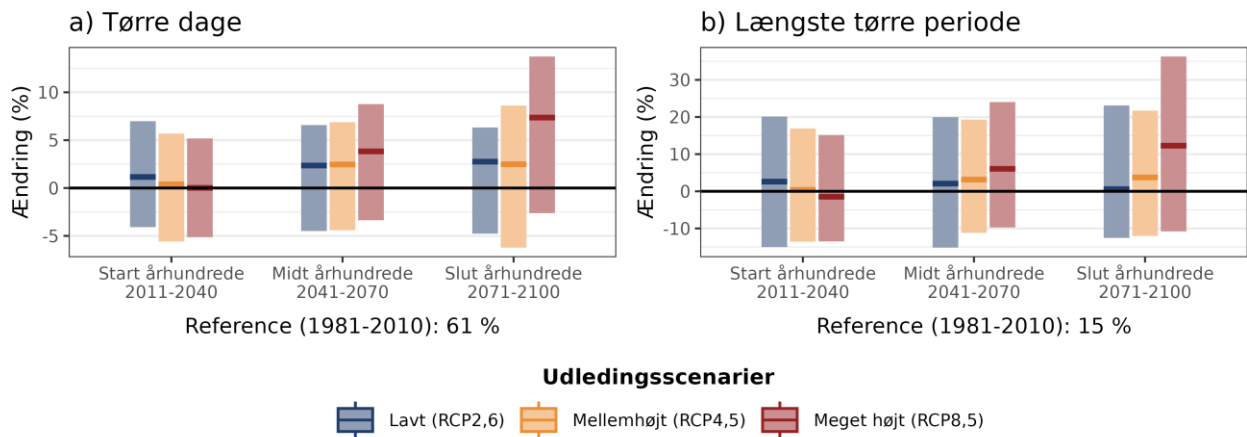 a) Tørre dage
Ændring (%)
10
5
0
-5
Start århundrede
2011-2040
Midt århundrede
2041-2070
Slut århundrede
2071-2100
Reference (1981-2010): 61 %
b) Længste tørre periode
Ændring (%)
30
20
10
0
-10
Start århundrede
2011-2040
Midt århundrede
2041-2070
Slut århundrede
2071-2100
Reference (1981-2010): 15 %
Udledingsscenarier
Lavt (RCP2,6)
Mellemhøjt (RCP4,5)
Meget højt (RCP8,5)